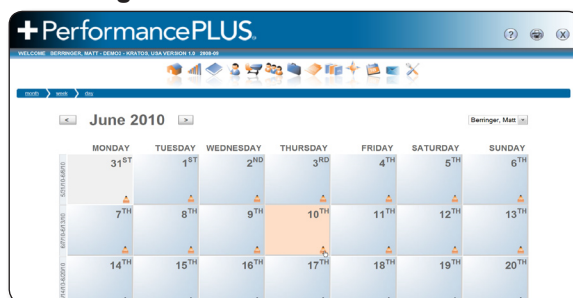 PerformancePLUS
WELCOME BERRINGER, MATT - DEMO2 - KRATOS, USA VERSION 1.0 2808-00
month week day
< June 2010 > Berringer, Matt
MONDAY TUESDAY WEDNESDAY THURSDAY FRIDAY SATURDAY SUNDAY
31ST 1ST 2ND 3RD 4TH 5TH 6TH
7TH 8TH 9TH 10TH 11TH 12TH 13TH
14TH 15TH 16TH 17TH 18TH 19TH 20TH